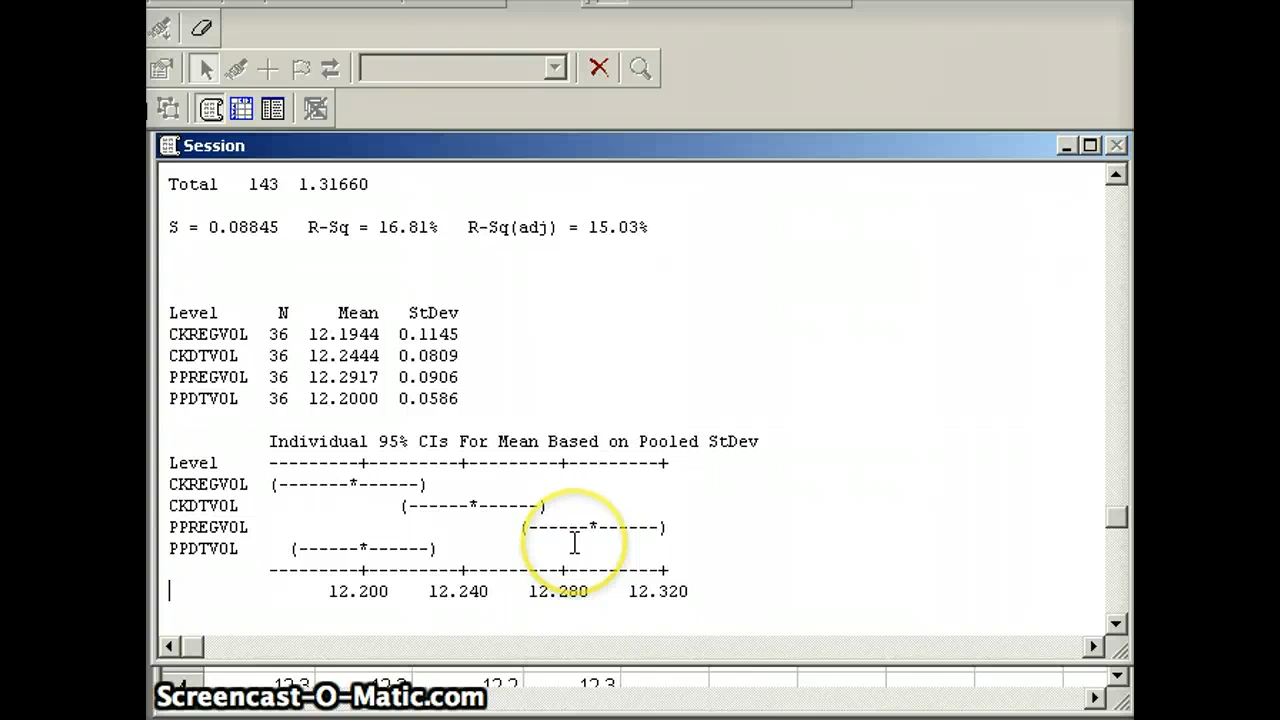 Session
Total   143  1.31660
S = 0.08845   R-Sq = 16.81%   R-Sq(adj) = 15.03%
Level      N     Mean   StDev
CKREGVOL  36  12.1944  0.1145
CKDTVOL   36  12.2444  0.0809
PPREGVOL  36  12.2917  0.0906
PPDTVOL   36  12.2000  0.0586
Individual 95% CIs For Mean Based on Pooled StDev
Level     ---------+---------+---------+---------+
CKREGVOL  (-------*------)
CKDTVOL                (------*------)
PPREGVOL                           (------*------)
PPDTVOL     (------*------)
---------+---------+---------+---------+
12.200    12.240    12.280    12.320
Screencast-O-Matic.com